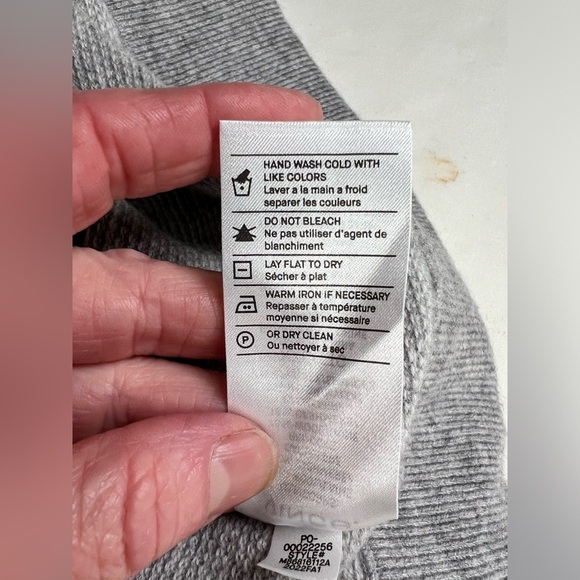 HAND WASH COLD WITH
LIKE COLORS
Laver a la main a froid
separer les couleurs
DO NOT BLEACH
Ne pas utiliser d'agent de
blanchiment
LAY FLAT TO DRY
Sécher à plat
WARM IRON IF NECESSARY
Repasser à température
moyenne si nécessaire
P
OR DRY CLEAN
Ou nettoyer à sec
PO-
00022256
STYLE#
M86816112A
2022FA1